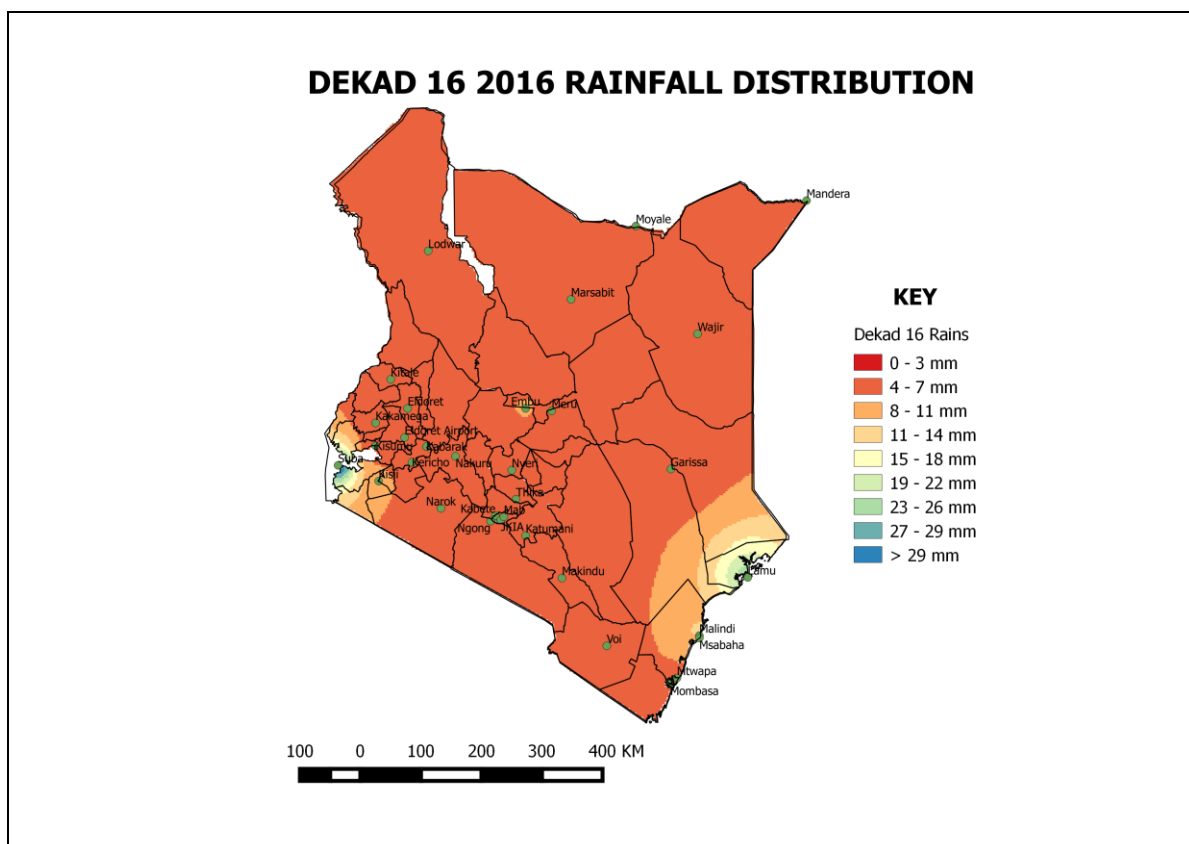 DEKAD 16 2016 RAINFALL DISTRIBUTION
Mandera
Moyale
Lodwar
Marsabit
Wajir
Kitale
Eldoret
Embu
Meru
Kakamega
Eldoret Airport
Kisumu
Kabarak
Suba
Kericho
Nakuru
Nyeri
Garissa
Kisii
Thika
Narok
Kabete
Mab
Ngong
JKIA
Katumani
Makindu
Lamu
Malindi
Msabaha
Voi
Mtwapa
Mombasa
KEY
Dekad 16 Rains
0 - 3 mm
4 - 7 mm
8 - 11 mm
11 - 14 mm
15 - 18 mm
19 - 22 mm
23 - 26 mm
27 - 29 mm
> 29 mm
100 0 100 200 300 400 KM